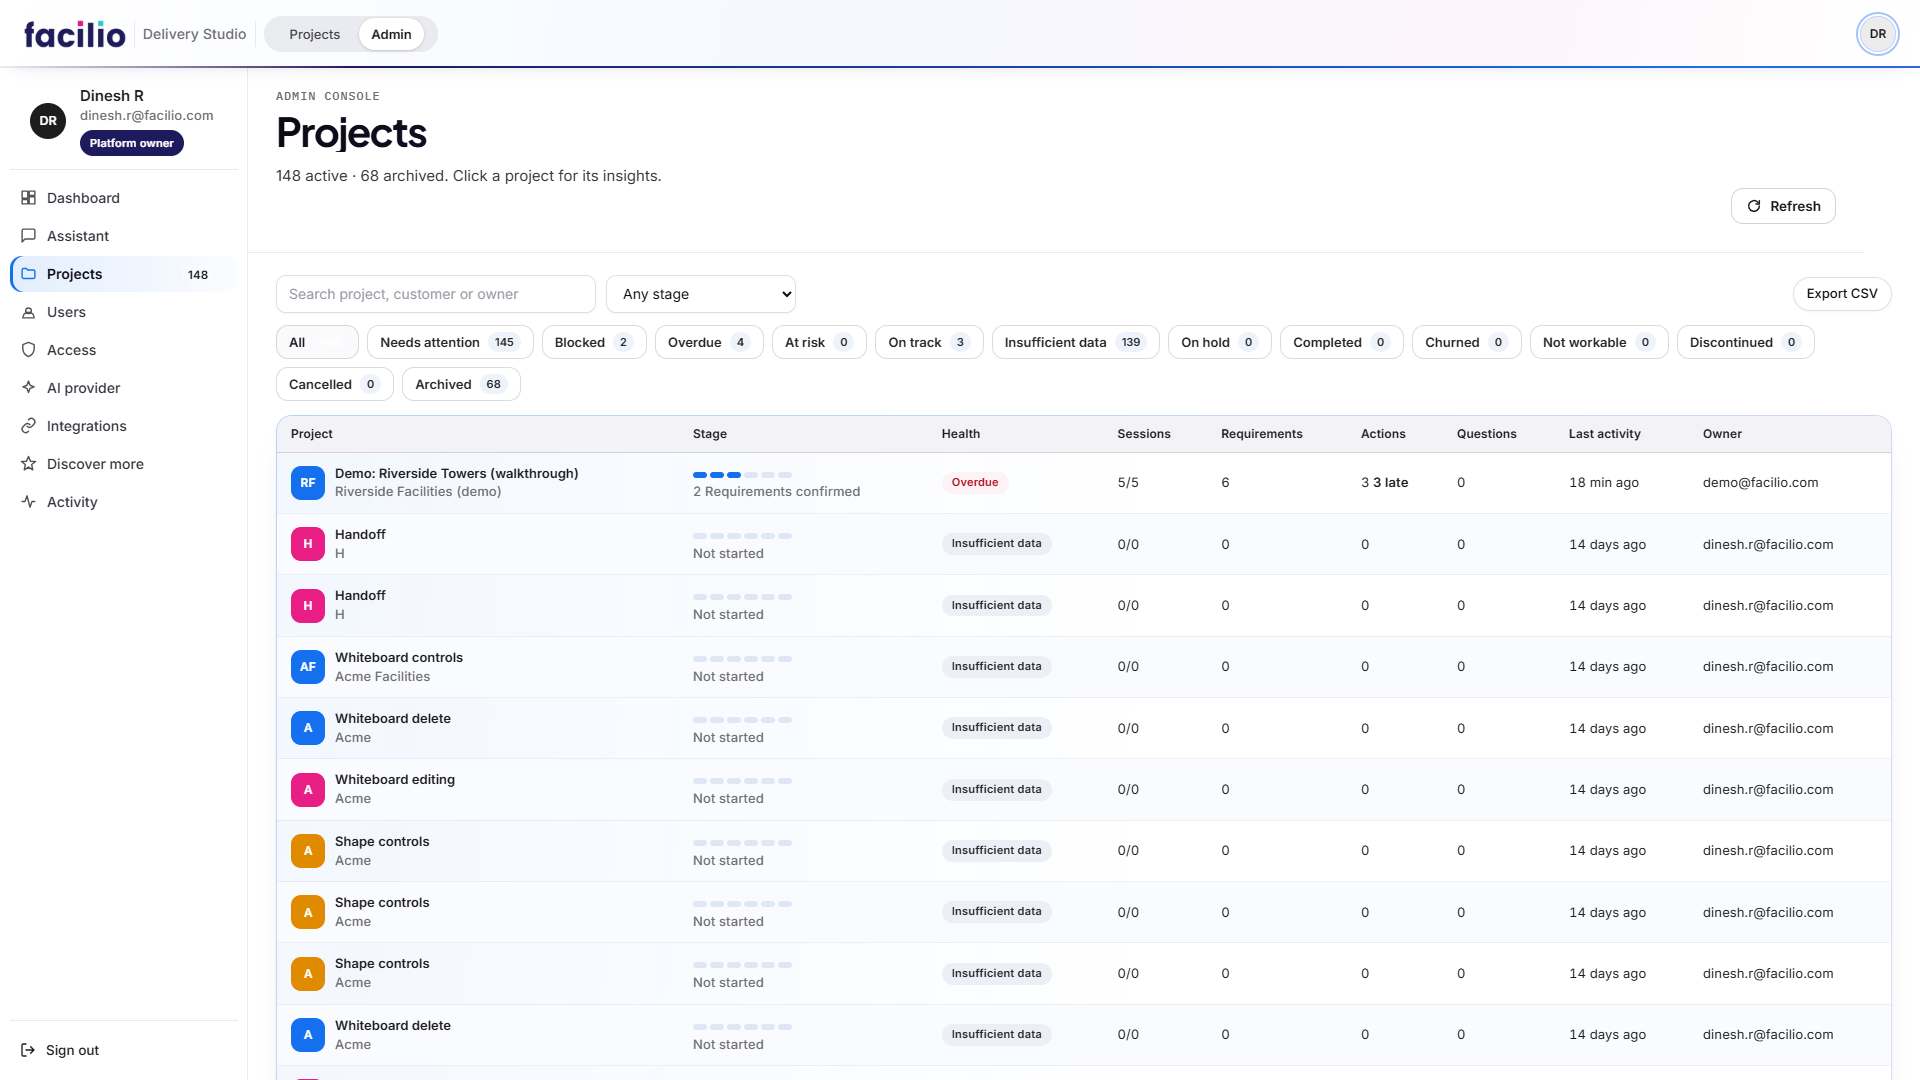 facilio
Delivery Studio
Projects
Admin
DR
DR
Dinesh R
dinesh.r@facilio.com
Platform owner
Dashboard
Assistant
Projects 148
Users
Access
AI provider
Integrations
Discover more
Activity
Sign out
ADMIN CONSOLE
Projects
148 active · 68 archived. Click a project for its insights.
Refresh
Search project, customer or owner
Any stage
Export CSV
All
Needs attention 145
Blocked 2
Overdue 4
At risk 0
On track 3
Insufficient data 139
On hold 0
Completed 0
Churned 0
Not workable 0
Discontinued 0
Cancelled 0
Archived 68
Project Stage Health Sessions Requirements Actions Questions Last activity Owner
RF Demo: Riverside Towers (walkthrough)
Riverside Facilities (demo)
2 Requirements confirmed
Overdue 5/5 6 3 3 late 0 18 min ago demo@facilio.com
H Handoff
H
Not started
Insufficient data 0/0 0 0 0 14 days ago dinesh.r@facilio.com
H Handoff
H
Not started
Insufficient data 0/0 0 0 0 14 days ago dinesh.r@facilio.com
AF Whiteboard controls
Acme Facilities
Not started
Insufficient data 0/0 0 0 0 14 days ago dinesh.r@facilio.com
A Whiteboard delete
Acme
Not started
Insufficient data 0/0 0 0 0 14 days ago dinesh.r@facilio.com
A Whiteboard editing
Acme
Not started
Insufficient data 0/0 0 0 0 14 days ago dinesh.r@facilio.com
A Shape controls
Acme
Not started
Insufficient data 0/0 0 0 0 14 days ago dinesh.r@facilio.com
A Shape controls
Acme
Not started
Insufficient data 0/0 0 0 0 14 days ago dinesh.r@facilio.com
A Shape controls
Acme
Not started
Insufficient data 0/0 0 0 0 14 days ago dinesh.r@facilio.com
A Whiteboard delete
Acme
Not started
Insufficient data 0/0 0 0 0 14 days ago dinesh.r@facilio.com